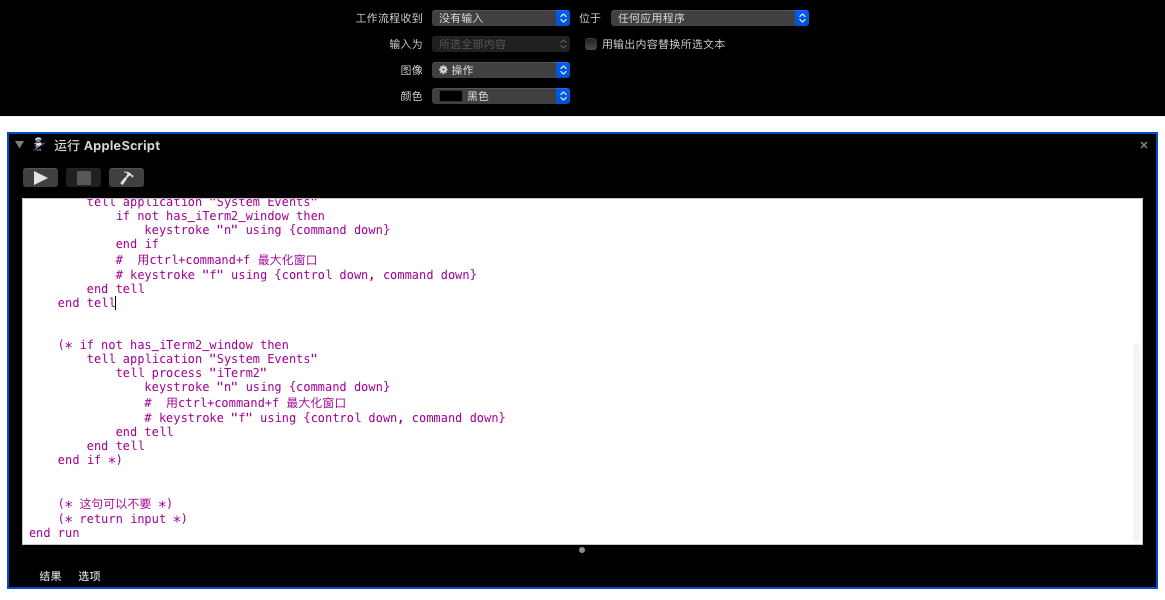 工作流程收到 没有输入 位于 任何应用程序
输入为 所选全部内容 用输出内容替换所选文本
图像 操作
颜色 黑色
运行 AppleScript
tell application "System Events"
if not has_iTerm2_window then
keystroke "n" using {command down}
end if
#  用ctrl+command+f 最大化窗口
# keystroke "f" using {control down, command down}
end tell
end tell
(* if not has_iTerm2_window then
tell application "System Events"
tell process "iTerm2"
keystroke "n" using {command down}
#  用ctrl+command+f 最大化窗口
# keystroke "f" using {control down, command down}
end tell
end tell
end if *)
(* 这句可以不要 *)
(* return input *)
end run
结果 选项